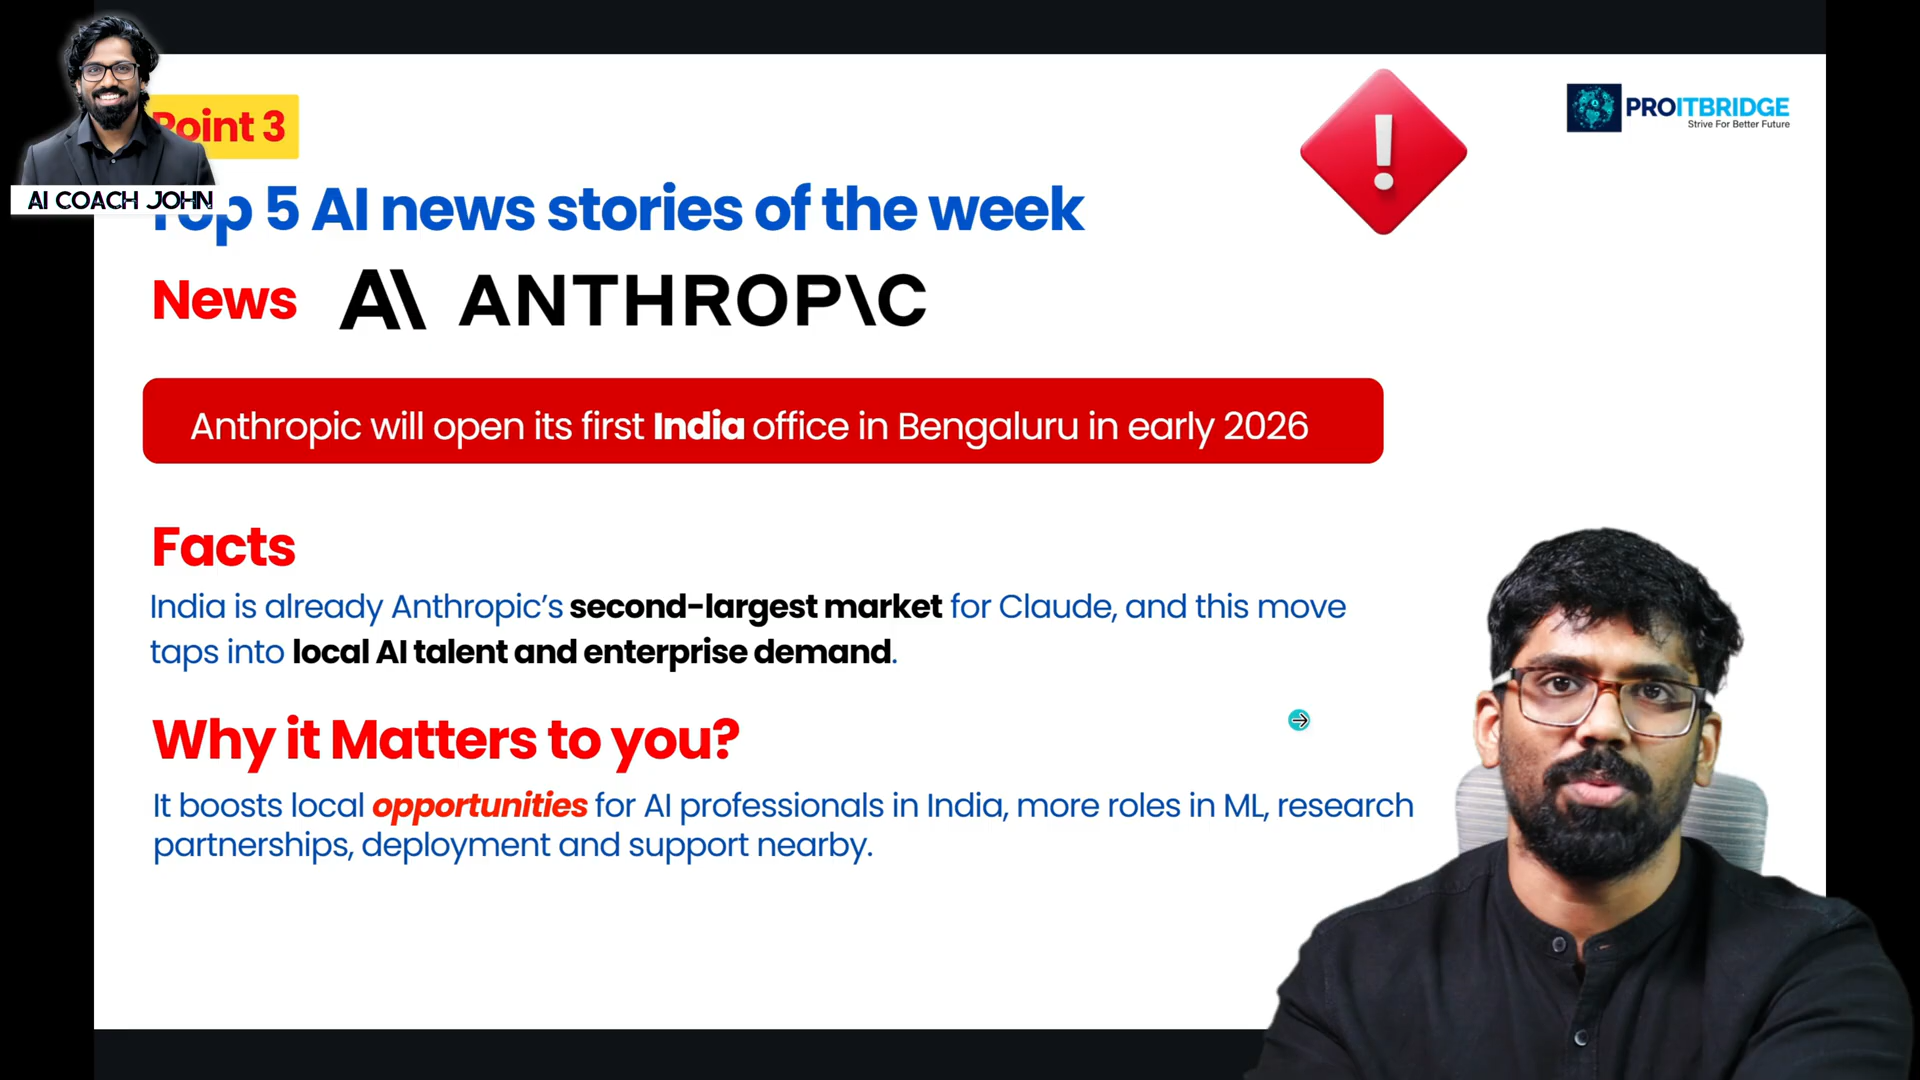 AI COACH JOHN
Point 3
PROITBRIDGE
Strive For Better Future
Top 5 AI news stories of the week
News A\ ANTHROP\C
Anthropic will open its first India office in Bengaluru in early 2026
Facts
India is already Anthropic’s second-largest market for Claude, and this move
taps into local AI talent and enterprise demand.
Why it Matters to you?
It boosts local opportunities for AI professionals in India, more roles in ML, research
partnerships, deployment and support nearby.